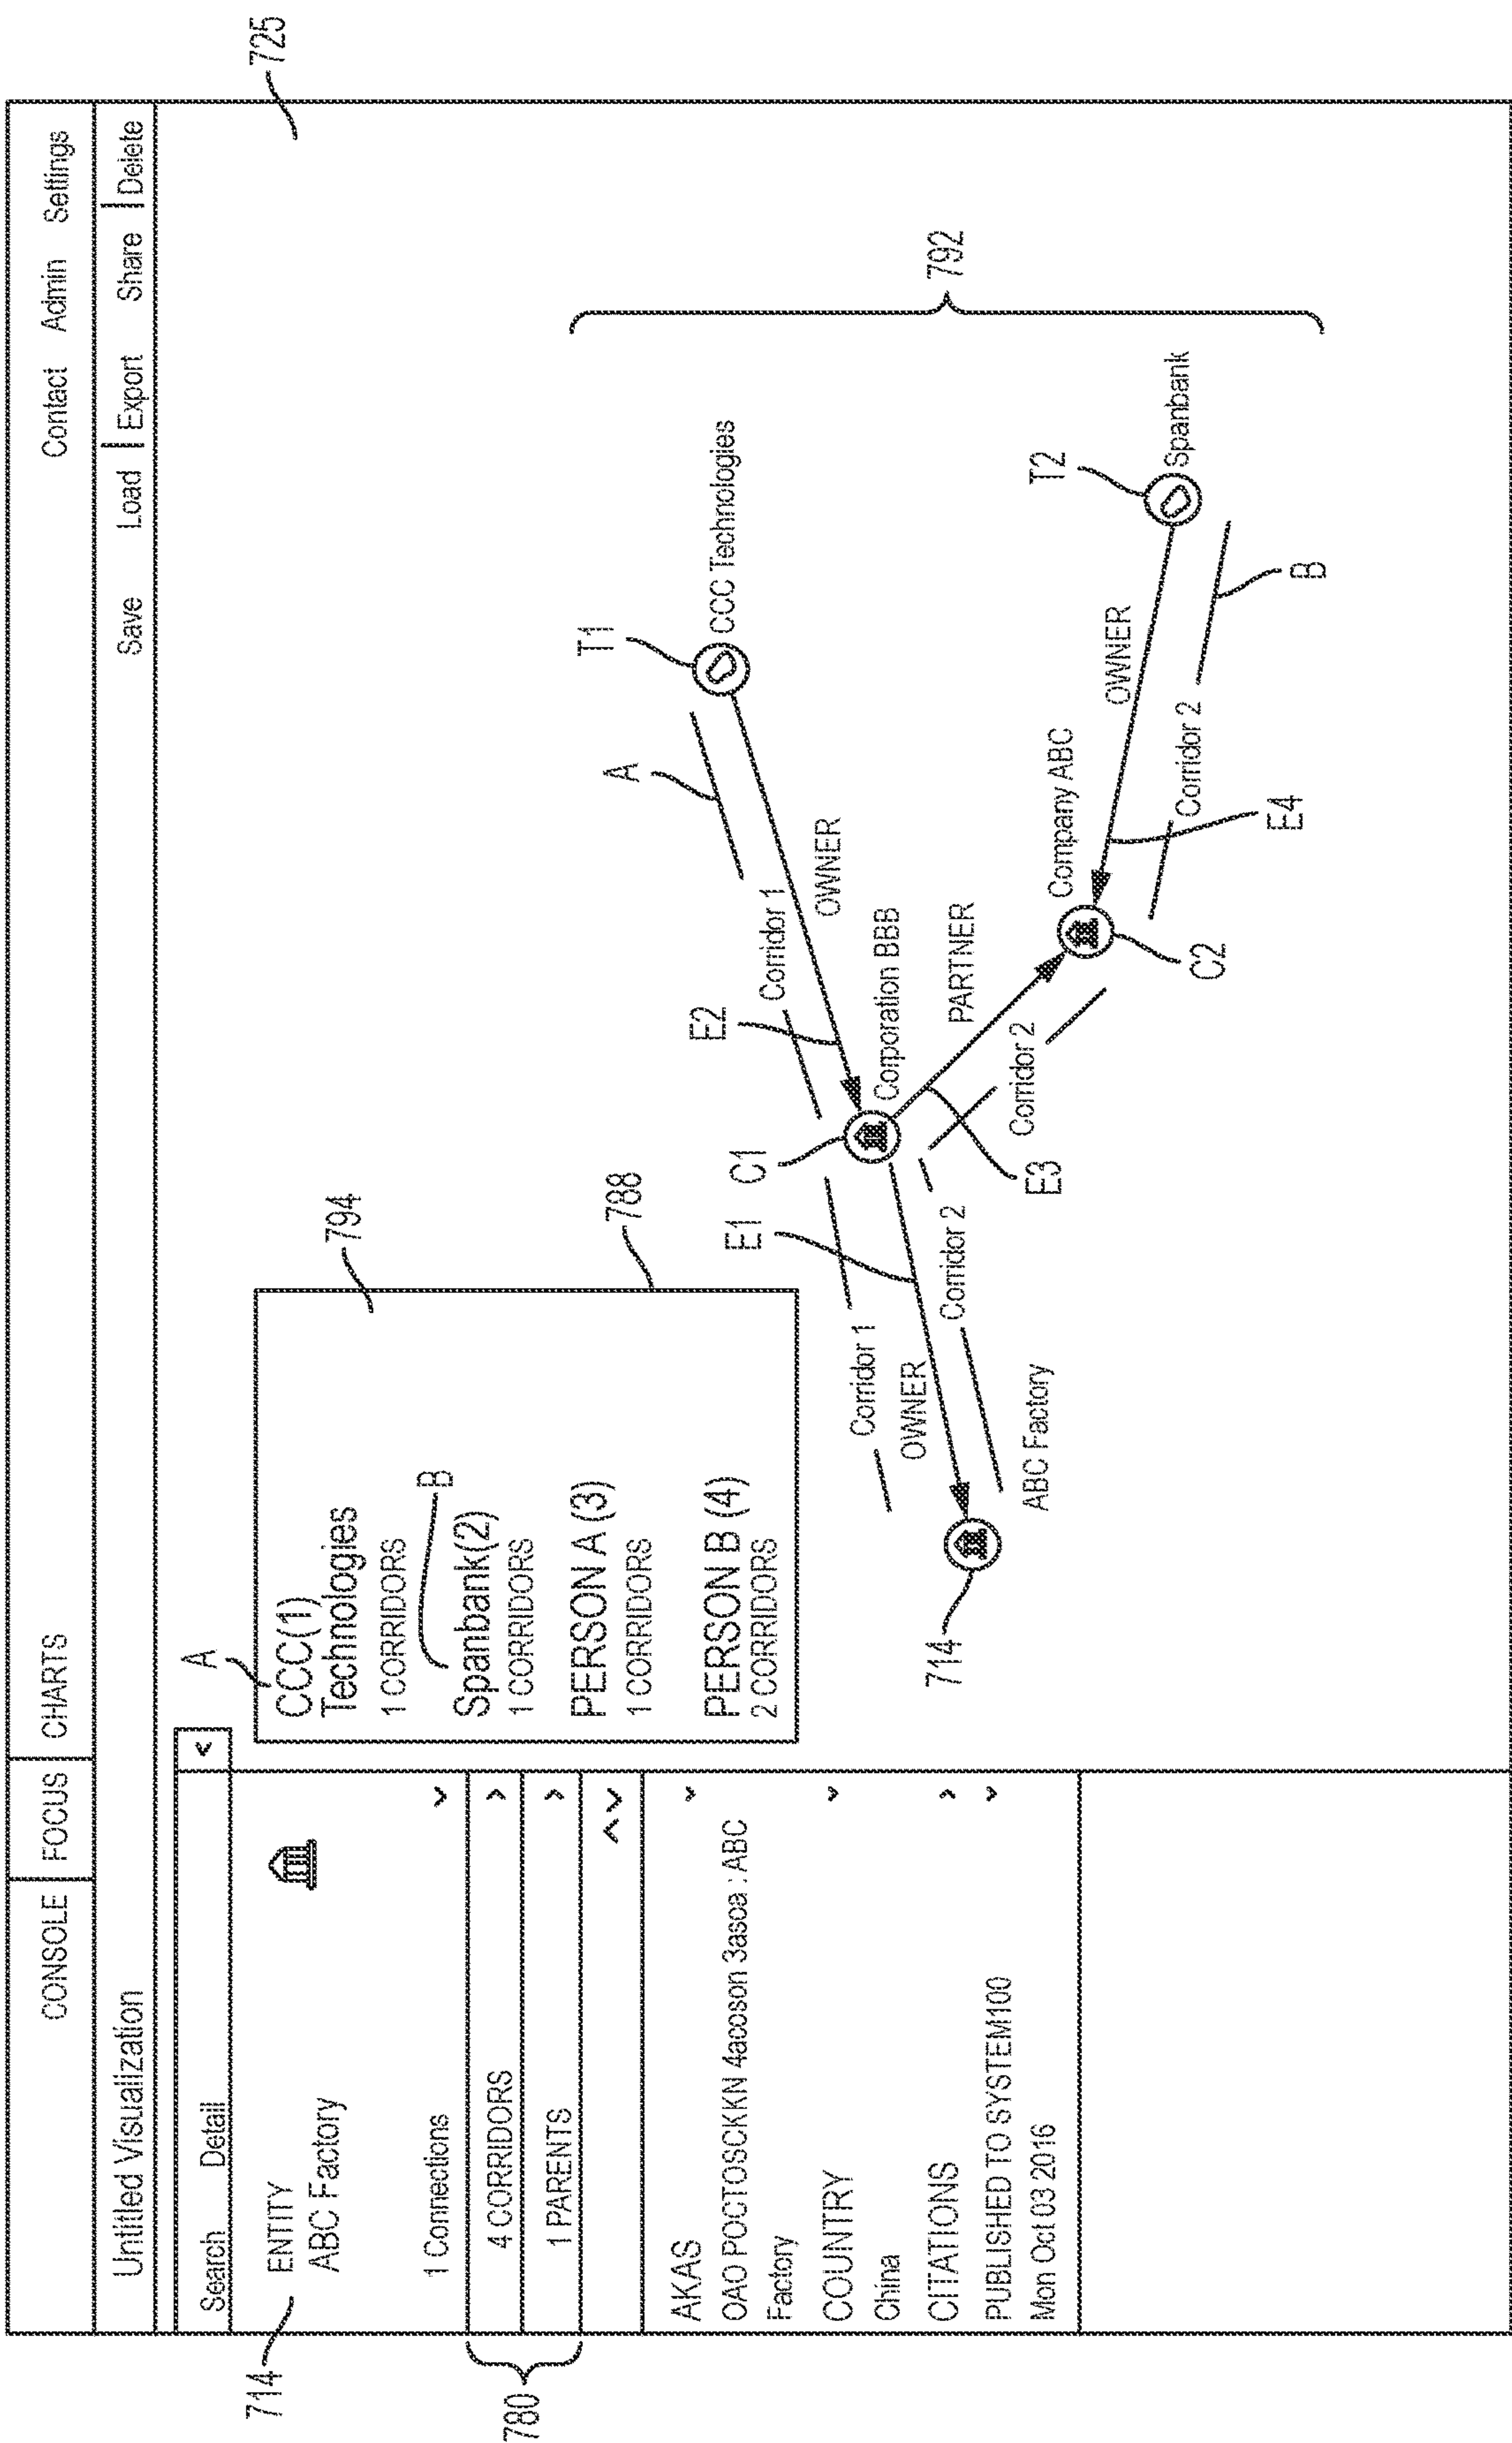 725
CONSOLE
FOCUS
CHARTS
Contact Admin Settings
Untitled Visualization
Save Load Export Share Delete
Search Detail
<
714
ENTITY
ABC Factory
1 Connections
780
4 CORRIDORS
1 PARENTS
AKAS
OAO POCTOSCKKN 4acoson 3asoa : ABC
Factory
COUNTRY
China
CITATIONS
PUBLISHED TO SYSTEM100
Mon Oct 03 2016
A
CCC(1)
Technologies
1 CORRIDORS
B
Spanbank(2)
1 CORRIDORS
PERSON A (3)
1 CORRIDORS
PERSON B (4)
2 CORRIDORS
794
788
T1
CCC Technologies
A
Corridor 1
OWNER
E2
C1
Corporation BBB
E1
Corridor 1
OWNER
Corridor 2
714
ABC Factory
PARTNER
Corridor 2
E3
Company ABC
C2
OWNER
Corridor 2
E4
T2
Spanbank
B
792